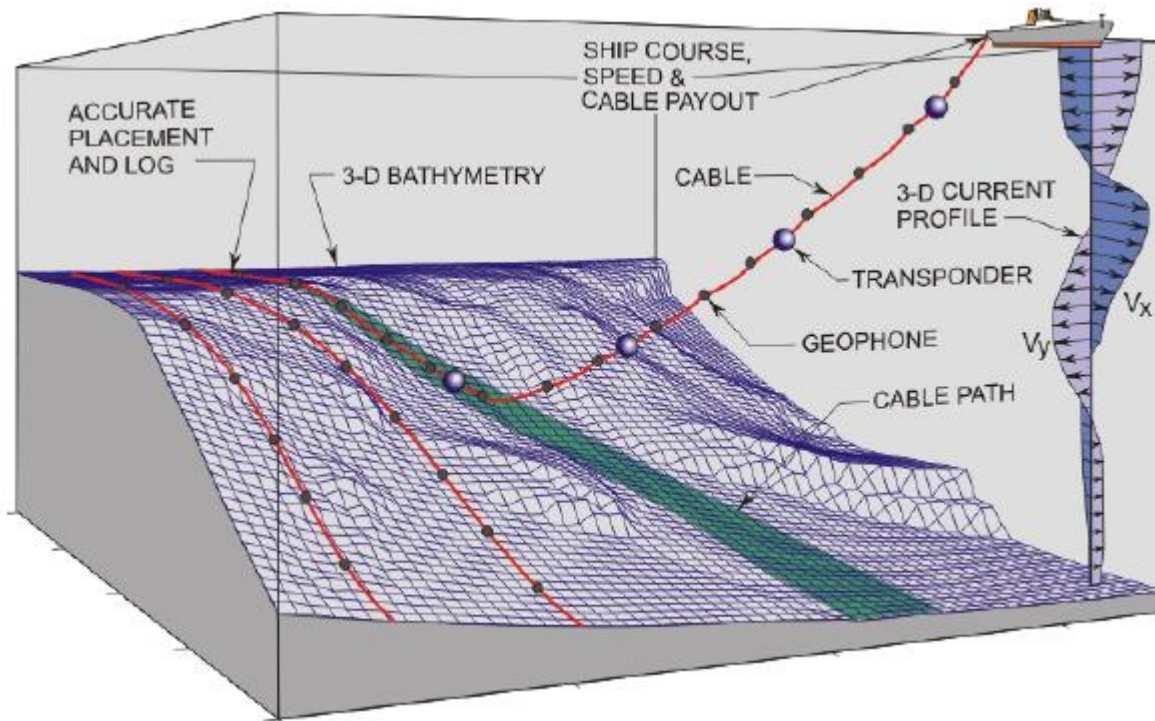 SHIP COURSE,
SPEED &
CABLE PAYOUT
ACCURATE
PLACEMENT
AND LOG
3-D BATHYMETRY
CABLE
3-D CURRENT
PROFILE
TRANSPONDER
Vx
GEOPHONE
Vy
CABLE PATH